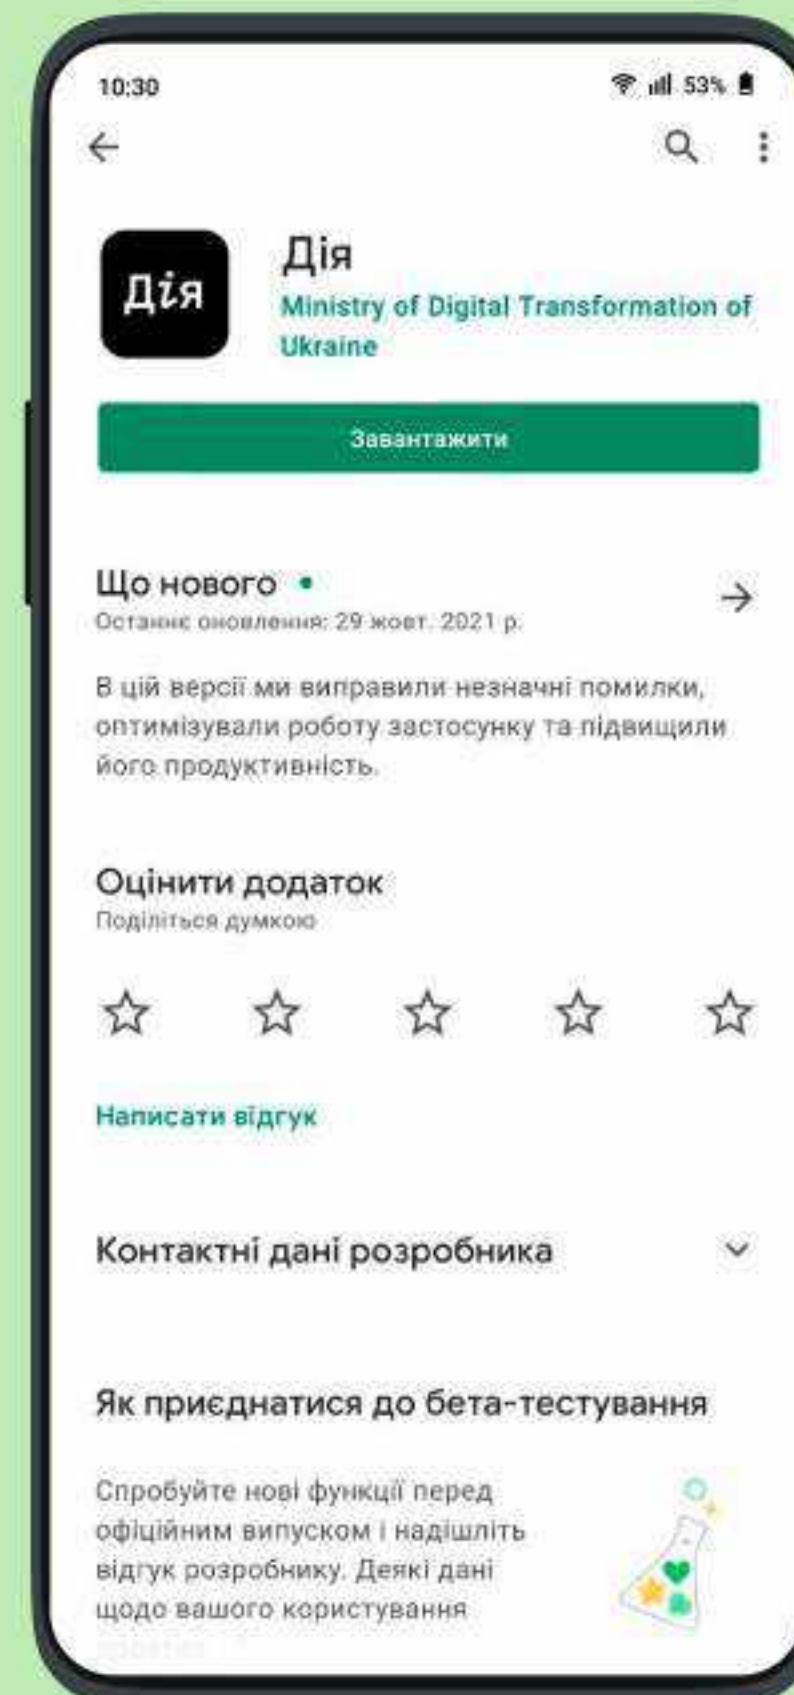 10:30
53%
Дія
Дія
Ministry of Digital Transformation of
Ukraine
Завантажити
Що нового
Останнє оновлення: 29 жовт. 2021 р.
В цій версії ми виправили незначні помилки,
оптимізували роботу застосунку та підвищили
його продуктивність.
Оцінити додаток
Поділіться думкою
Написати відгук
Контактні дані розробника
Як приєднатися до бета-тестування
Спробуйте нові функції перед
офіційним випуском і надішліть
відгук розробнику. Деякі дані
щодо вашого користування